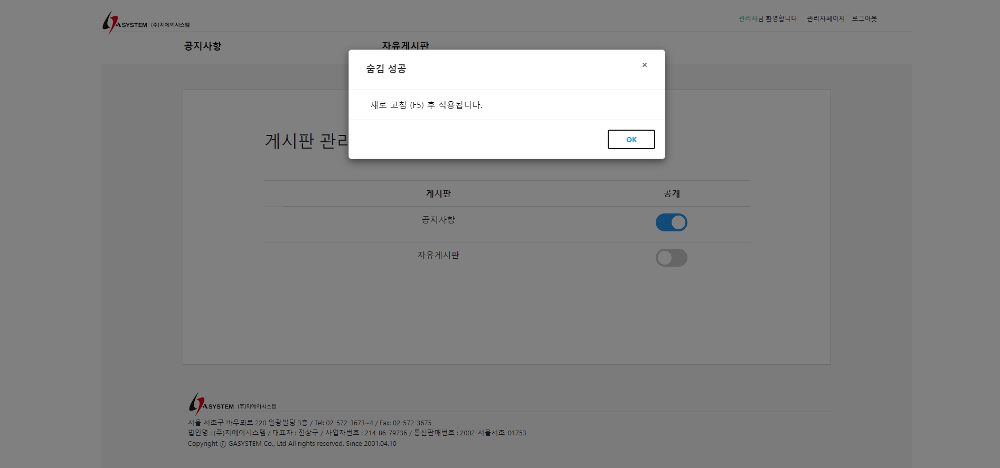 ASYSTEM (주)지에이시스템
관리자님 환영합니다 관리자페이지 로그아웃
공지사항 자유게시판
숨김 성공 ×
새로 고침 (F5) 후 적용됩니다.
OK
게시판 관리
게시판 공개
공지사항
자유게시판
ASYSTEM (주)지에이시스템
서울 서초구 바우뫼로 220 일광빌딩 3층 / Tel: 02-572-3673~4 / Fax: 02-572-3675
법인명 : (주)지에이시스템 / 대표자 : 전상구 / 사업자번호 : 214-86-79736 / 통신판매번호 : 2002-서울서초-01753
Copyright ⓒ GASYSTEM Co., Ltd All rights reserved. Since 2001.04.10